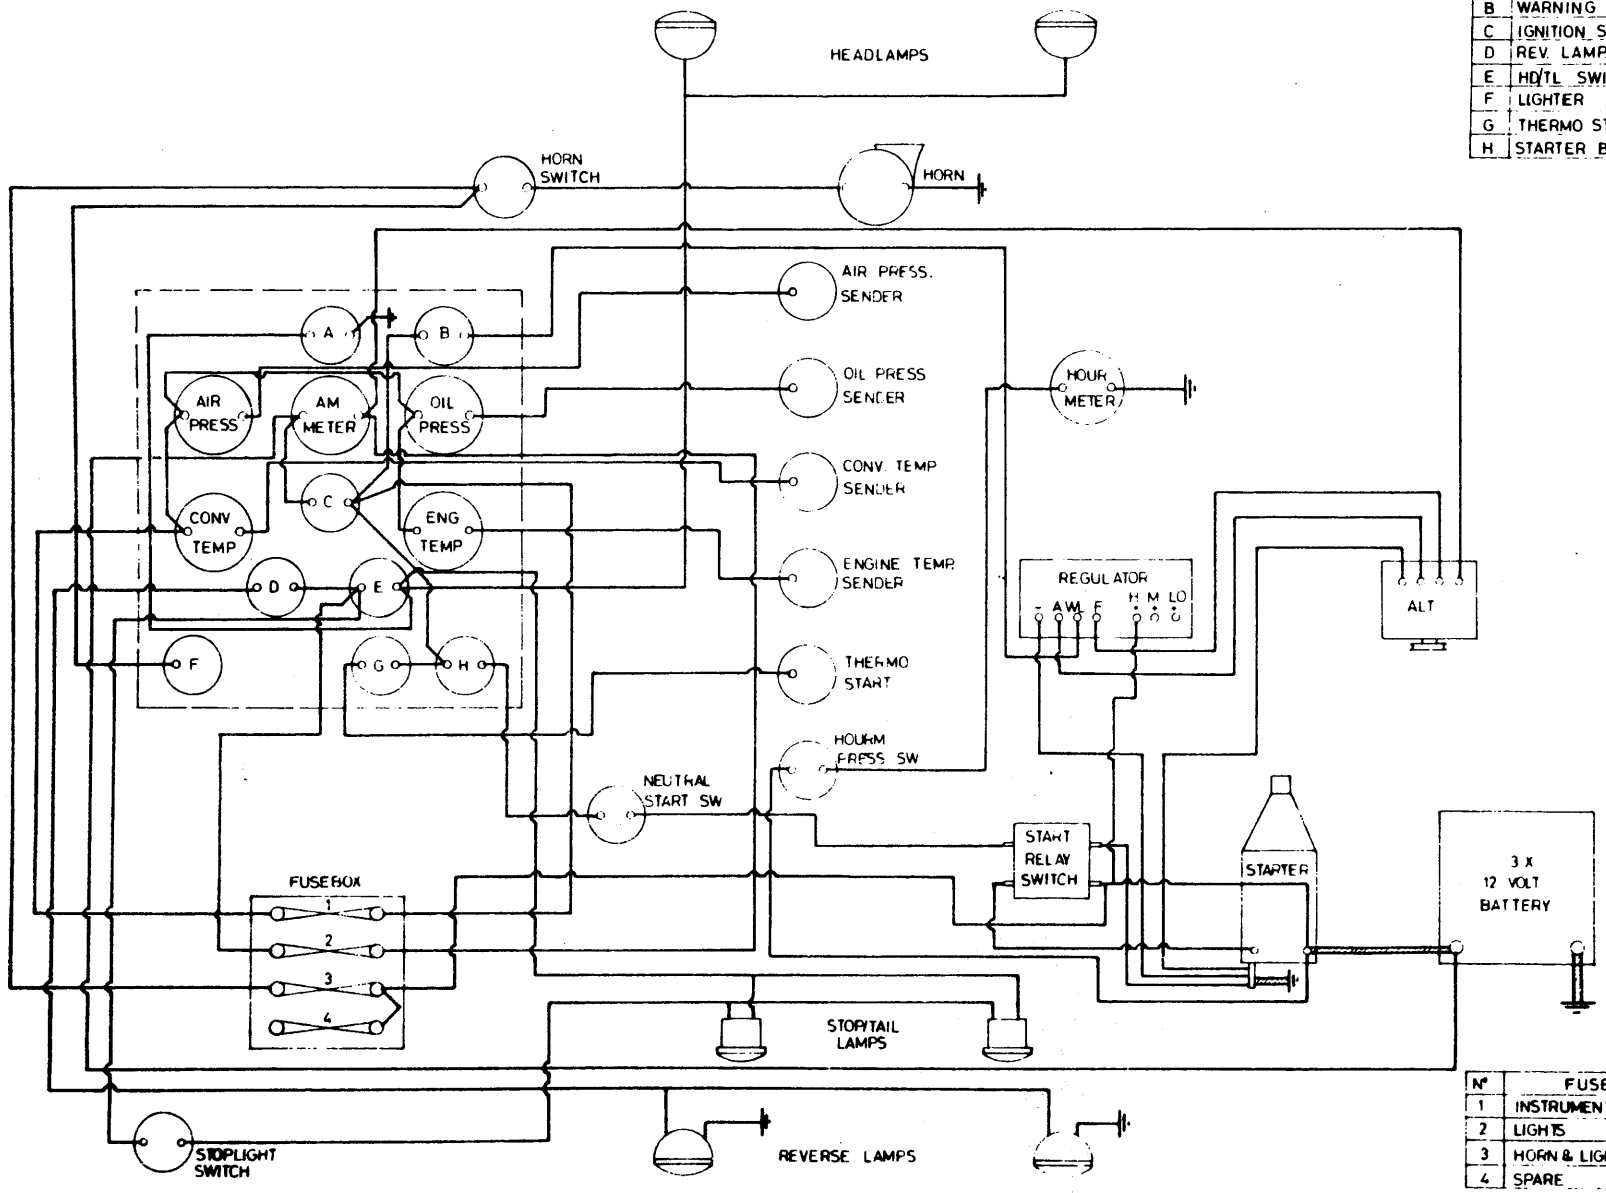 B WARNING
C IGNITION S
D REV. LAMP
E HD/TL SWI
F LIGHTER
G THERMO ST
H STARTER B
HEADLAMPS
HORN
SWITCH
HORN
AIR PRESS.
SENDER
A
B
OIL PRESS
SENDER
HOUR
METER
AIR
PRESS
AM
METER
OIL
PRESS
CONV. TEMP
SENDER
C
CONV
TEMP
ENG
TEMP
ENGINE TEMP.
SENDER
REGULATOR
- A WL F H M LO
+ + +
ALT
D
E
F
G
H
THERMO
START
HOURM
PRESS SW
NEUTRAL
START SW
START
RELAY
SWITCH
STARTER
3 X
12 VOLT
BATTERY
FUSEBOX
1
2
3
4
STOP/TAIL
LAMPS
STOPLIGHT
SWITCH
REVERSE LAMPS
Nº FUSE
1 INSTRUMEN
2 LIGHTS
3 HORN & LIG
4 SPARE